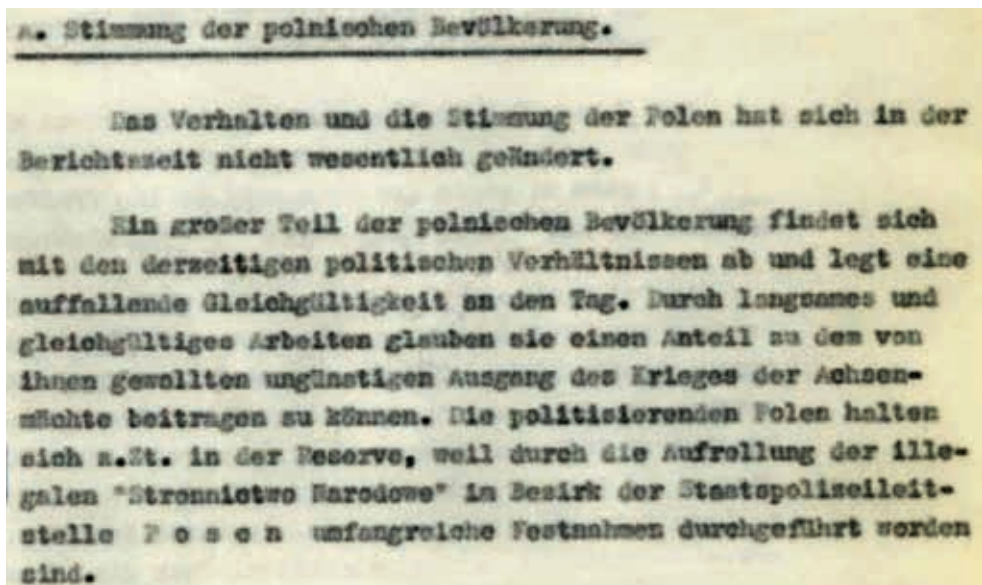 A. Stimmung der polnischen Bevölkerung.
Das Verhalten und die Stimmung der Polen hat sich in der
Berichtszeit nicht wesentlich geändert.
Ein großer Teil der polnischen Bevölkerung findet sich
mit den derzeitigen politischen Verhältnissen ab und legt eine
auffallende Gleichgültigkeit an den Tag. Durch langsames und
gleichgültiges Arbeiten glauben sie einen Anteil zu dem von
ihnen gewollten ungünstigen Ausgang des Krieges der Achsen-
mächte beitragen zu können. Die politisierenden Polen halten
sich z.Zt. in der Reserve, weil durch die Aufrollung der ille-
galen "Stronnictwo Narodowe" im Bezirk der Staatspolizeileit-
stelle P o s e n umfangreiche Festnahmen durchgeführt worden
sind.